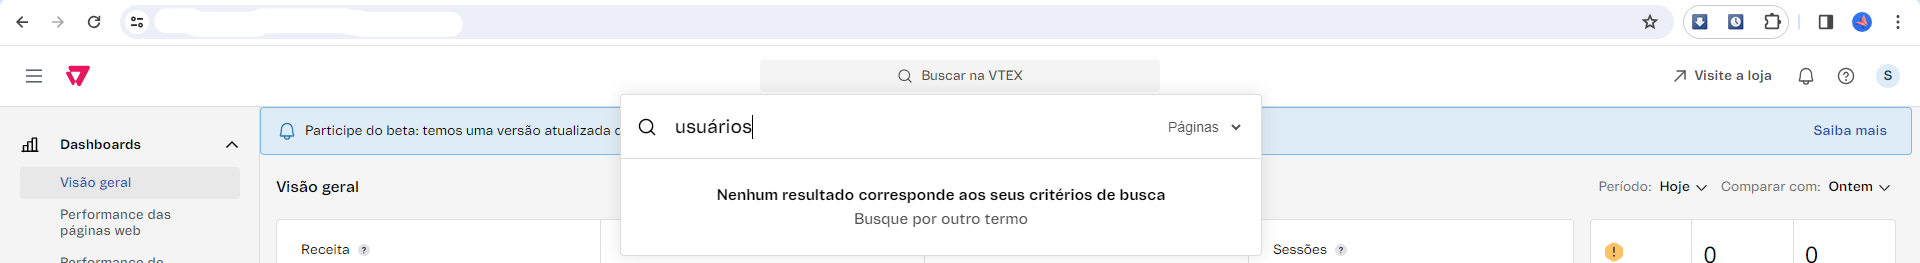 Buscar na VTEX
Visite a loja
S
usuários
Páginas
Nenhum resultado corresponde aos seus critérios de busca
Busque por outro termo
Dashboards
Visão geral
Performance das
páginas web
Performance de
Participe do beta: temos uma versão atualizada
Saiba mais
Visão geral
Período: Hoje
Comparar com: Ontem
Receita ?
Sessões ?
!
0
0